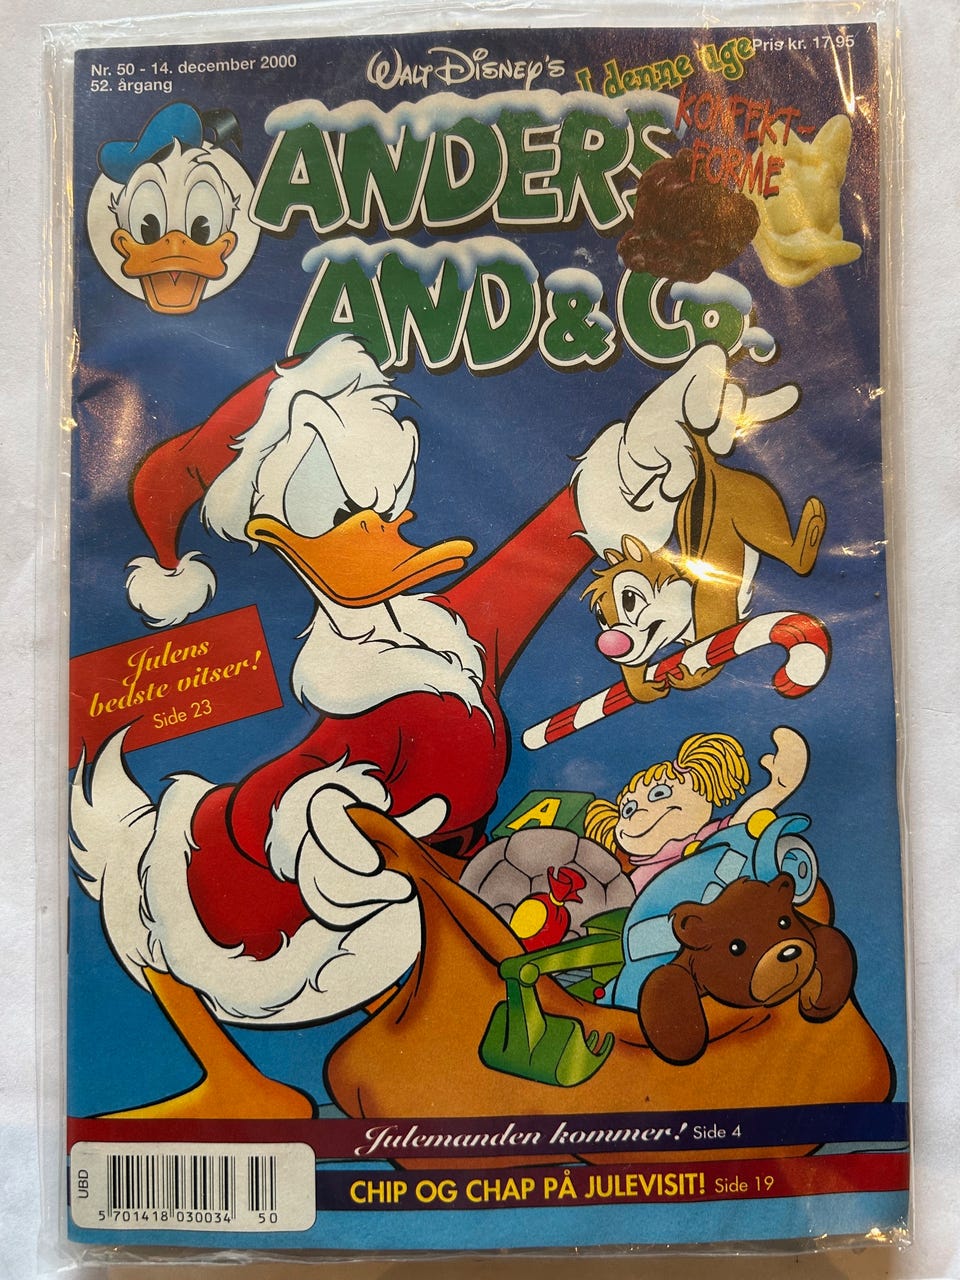 Nr. 50 - 14. december 2000
52. årgang
WALT DISNEY'S
I denne uge
Pris kr. 17,95
KONFEKT-
FORME
ANDERS
AND & Co.
Julens
bedste vitser!
Side 23
A
Julemanden kommer! Side 4
CHIP OG CHAP PÅ JULEVISIT! Side 19
UBD
5 701418 030034 50